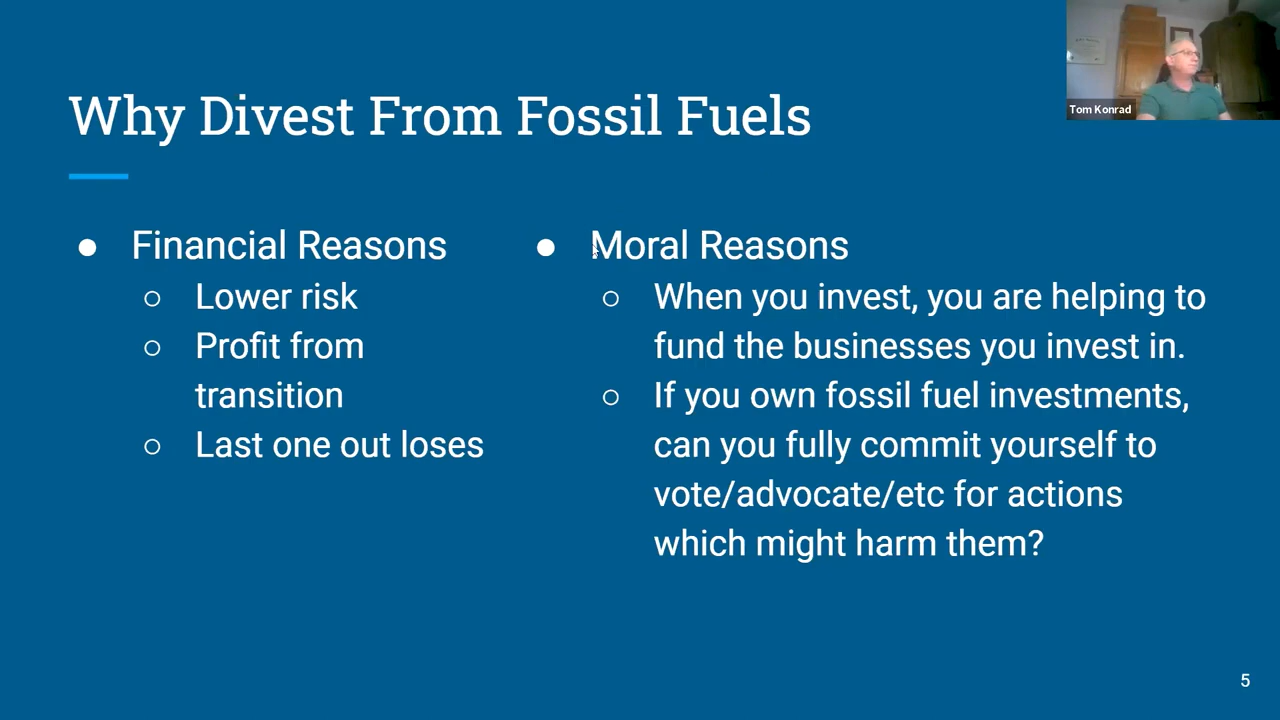 Why Divest From Fossil Fuels
Tom Konrad
● Financial Reasons
○ Lower risk
○ Profit from
transition
○ Last one out loses
● Moral Reasons
○ When you invest, you are helping to
fund the businesses you invest in.
○ If you own fossil fuel investments,
can you fully commit yourself to
vote/advocate/etc for actions
which might harm them?
5